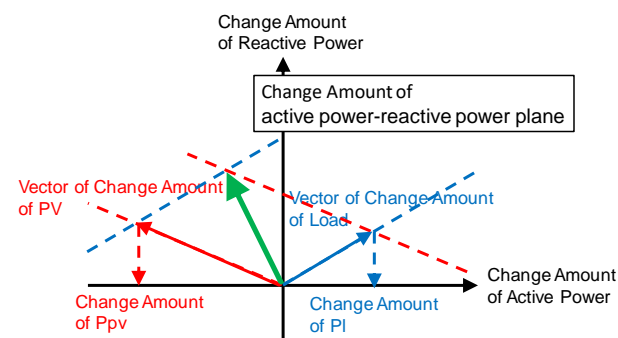 Change Amount
of Reactive Power
Change Amount of
active power-reactive power plane
Vector of Change Amount
of PV
Vector of Change Amount
of Load
Change Amount
of Active Power
Change Amount
of Ppv
Change Amount
of Pl